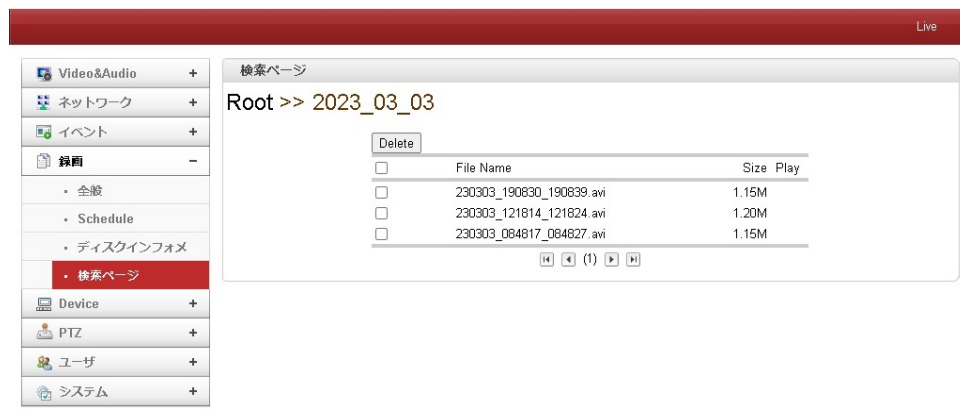 Live
Video&Audio +
ネットワーク +
イベント +
録画 −
・ 全般
・ Schedule
・ ディスクインフォメ
・ 検索ページ
Device +
PTZ +
ユーザ +
システム +
検索ページ
Root >> 2023_03_03
Delete
File Name Size Play
230303_190830_190839.avi 1.15M
230303_121814_121824.avi 1.20M
230303_084817_084827.avi 1.15M
(1)